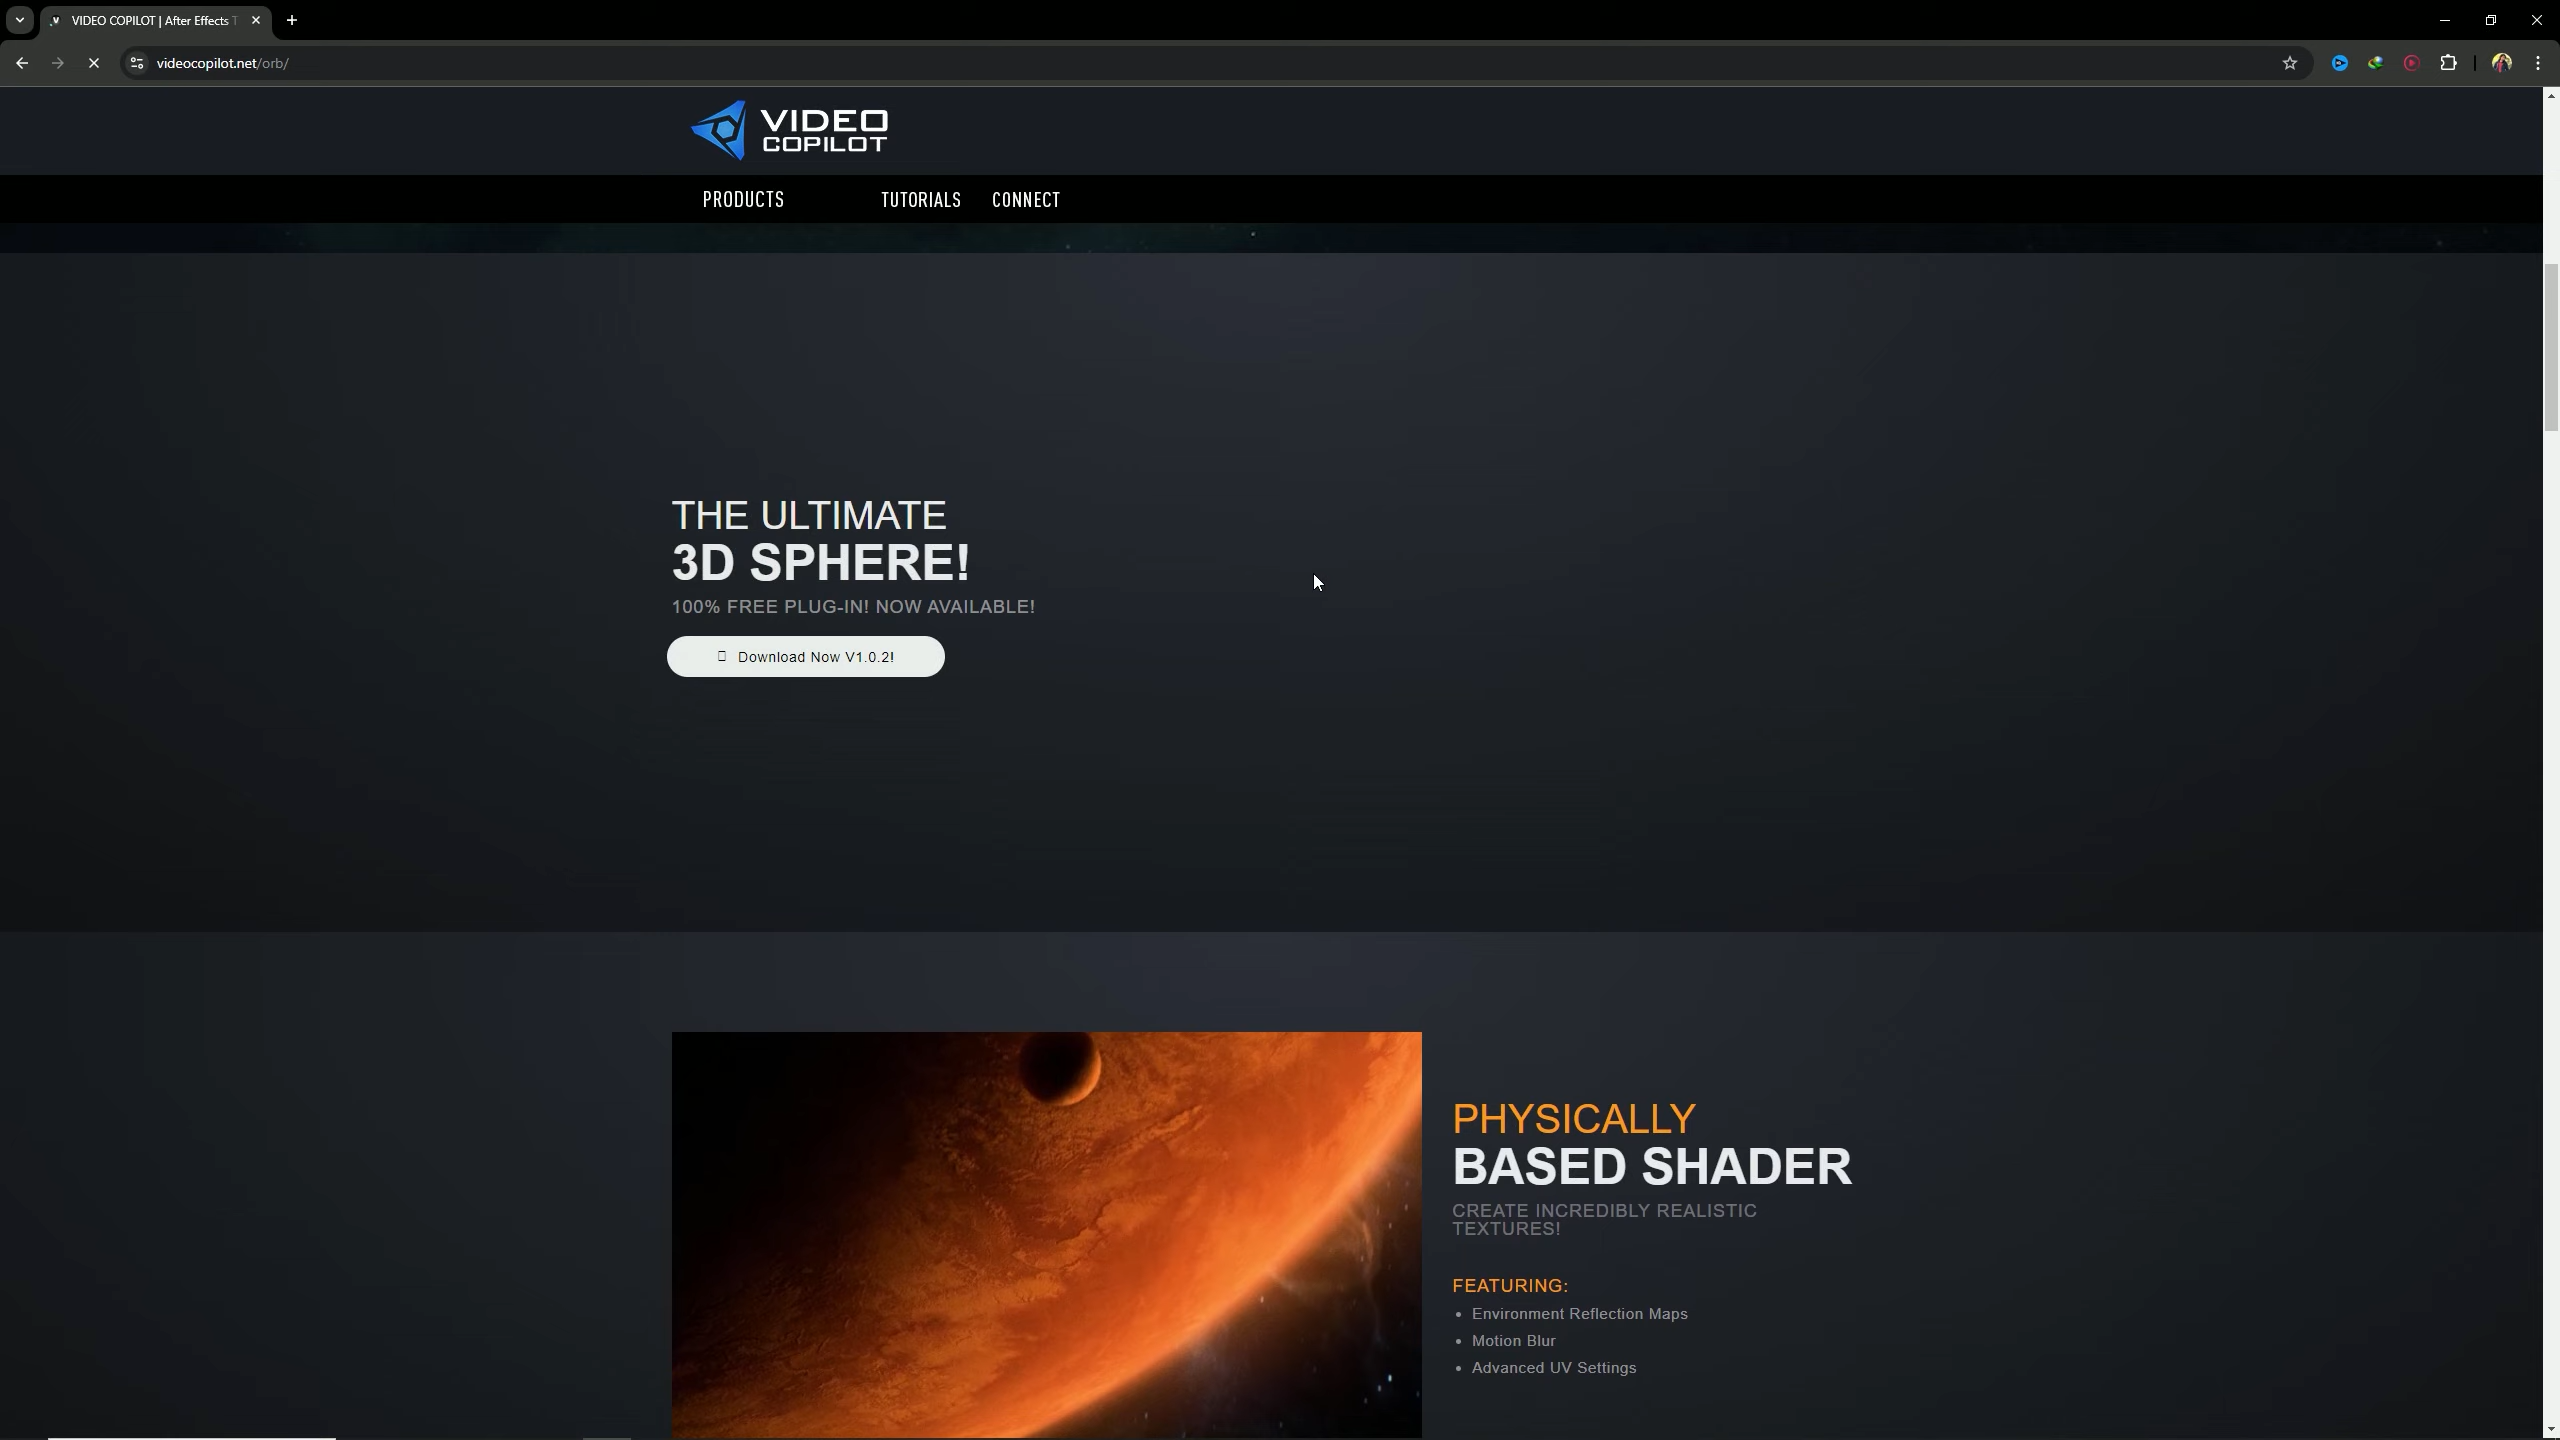 VIDEO COPILOT | After Effects T
videocopilot.net/orb/
VIDEO
COPILOT
PRODUCTS
TUTORIALS
CONNECT
THE ULTIMATE
3D SPHERE!
100% FREE PLUG-IN! NOW AVAILABLE!
Download Now V1.0.2!
PHYSICALLY
BASED SHADER
CREATE INCREDIBLY REALISTIC
TEXTURES!
FEATURING:
• Environment Reflection Maps
• Motion Blur
• Advanced UV Settings